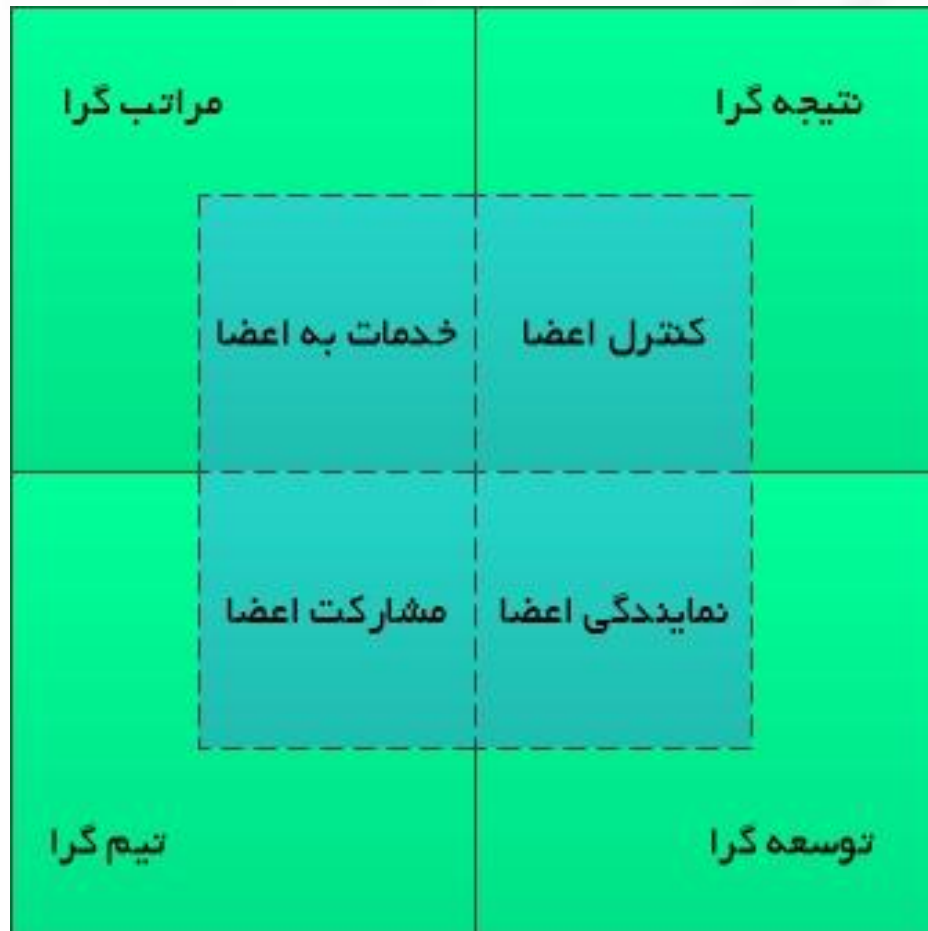 نتیجه گرا
مراتب گرا
کنترل اعضا
خدمات به اعضا
نمایندگی اعضا
مشارکت اعضا
توسعه گرا
تیم گرا